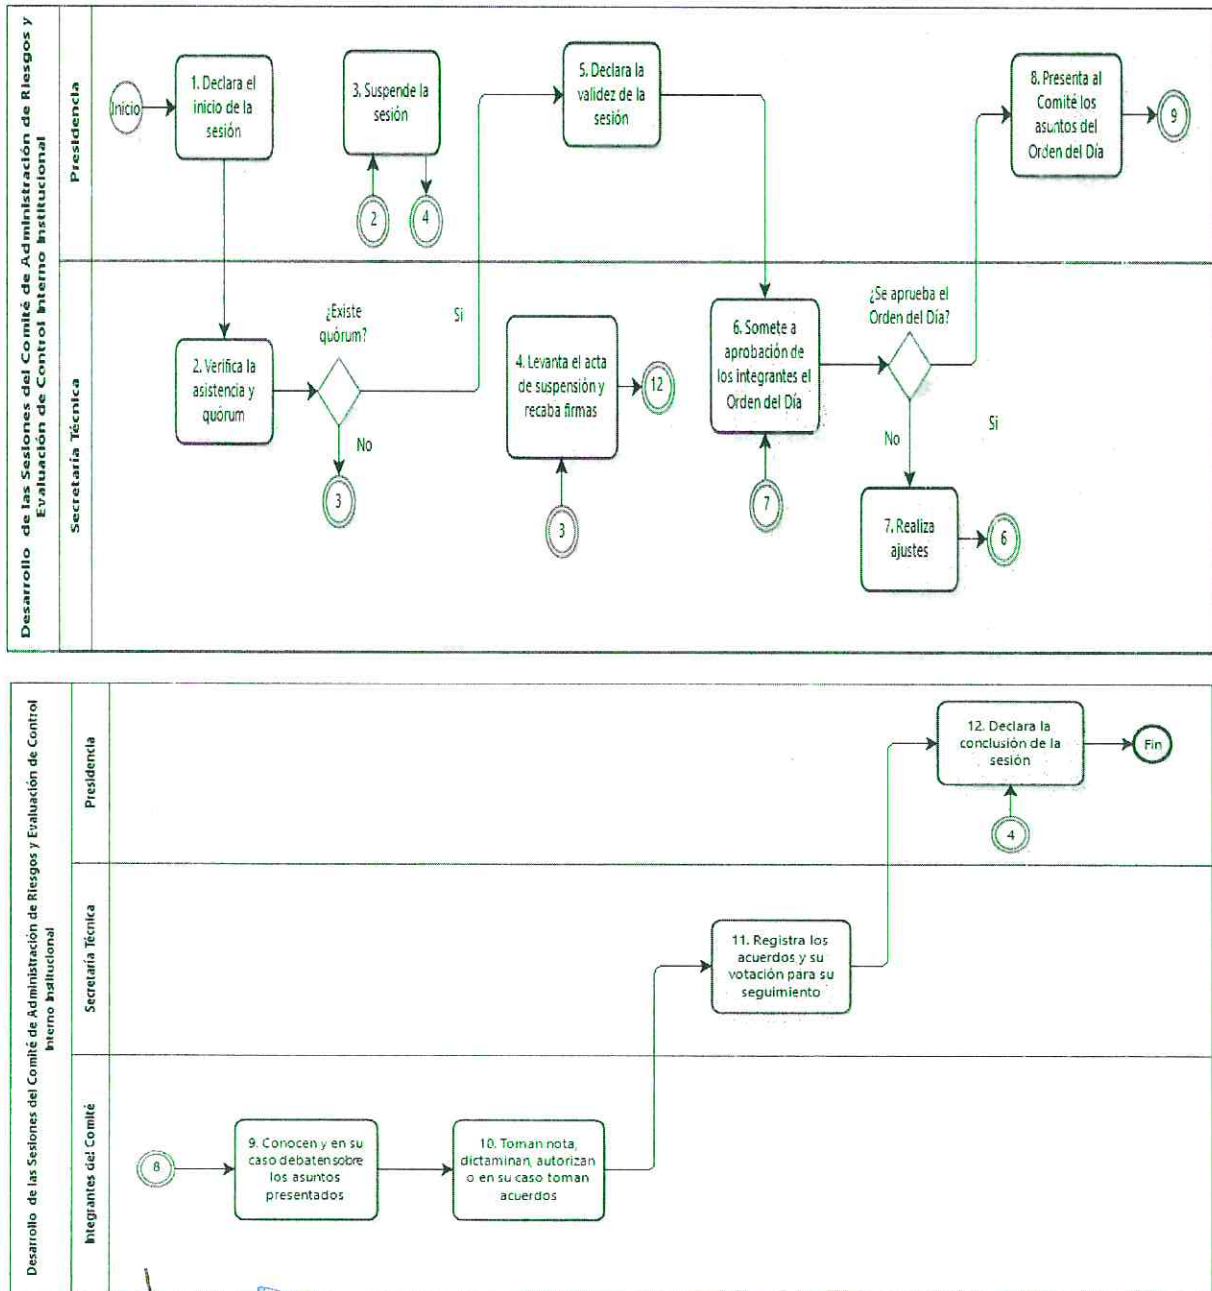 Desarrollo de las Sesiones del Comité de Administración de Riesgos y
Evaluación de Control Interno Institucional
Presidencia
Inicio
1. Declara el
inicio de la
sesión
3. Suspende la
sesión
2
4
5. Declara la
validez de la
sesión
8. Presenta al
Comité los
asuntos del
Orden del Día
9
Secretaría Técnica
2. Verifica la
asistencia y
quórum
¿Existe
quórum?
Si
No
3
4. Levanta el acta
de suspensión y
recaba firmas
12
3
6. Somete a
aprobación de
los integrantes el
Orden del Día
7
¿Se aprueba el
Orden del Día?
No
Si
7. Realiza
ajustes
6
Desarrollo de las Sesiones del Comité de Administración de Riesgos y Evaluación de Control
Interno Institucional
Presidencia
12. Declara la
conclusión de la
sesión
Fin
4
Secretaría Técnica
11. Registra los
acuerdos y su
votación para su
seguimiento
Integrantes del Comité
8
9. Conocen y en su
caso debaten sobre
los asuntos
presentados
10. Toman nota,
dictaminan, autorizan
o en su caso toman
acuerdos